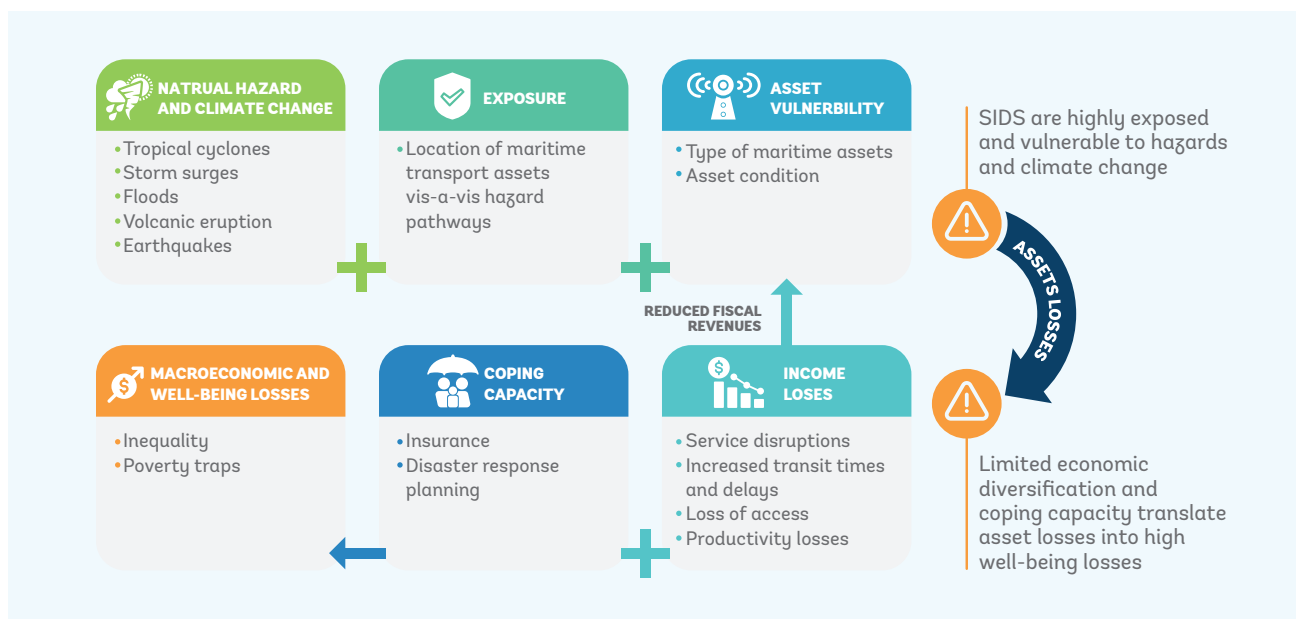 NATRUAL HAZARD
AND CLIMATE CHANGE
• Tropical cyclones
• Storm surges
• Floods
• Volcanic eruption
• Earthquakes
EXPOSURE
• Location of maritime
transport assets
vis-a-vis hazard
pathways
ASSET
VULNERBILITY
• Type of maritime assets
• Asset condition
SIDS are highly exposed
and vulnerable to hazards
and climate change
ASSETS LOSSES
REDUCED FISCAL
REVENUES
MACROECONOMIC AND
WELL-BEING LOSSES
• Inequality
• Poverty traps
COPING
CAPACITY
• Insurance
• Disaster response
planning
INCOME
LOSES
• Service disruptions
• Increased transit times
and delays
• Loss of access
• Productivity losses
Limited economic
diversification and
coping capacity translate
asset losses into high
well-being losses